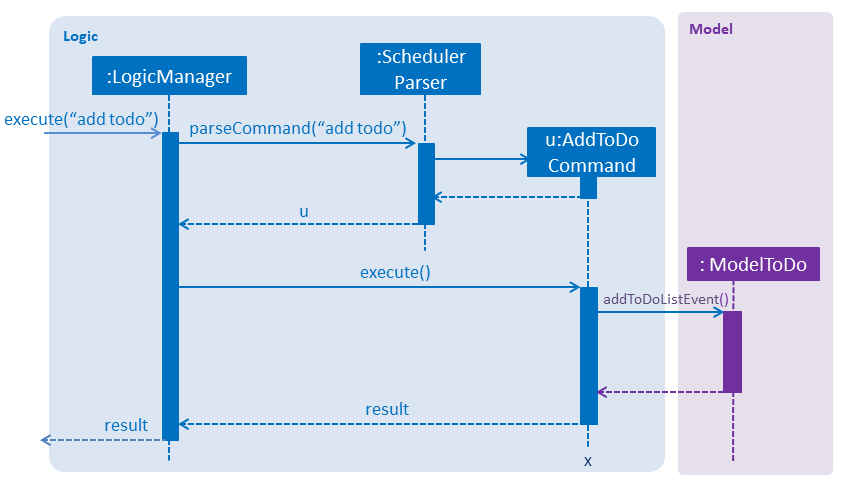 Logic
Model
:Scheduler
Parser
:LogicManager
execute(“add todo”)
parseCommand(“add todo”)
u:AddToDo
Command
u
: ModelToDo
execute()
addToDoListEvent()
result
result
x